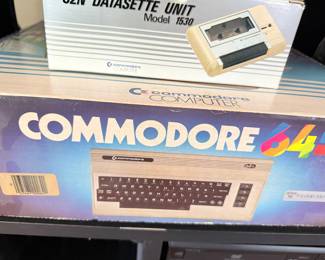 C2N DATASETTE UNIT
Model 1530
commodore
commodore
COMPUTER
COMMODORE 64